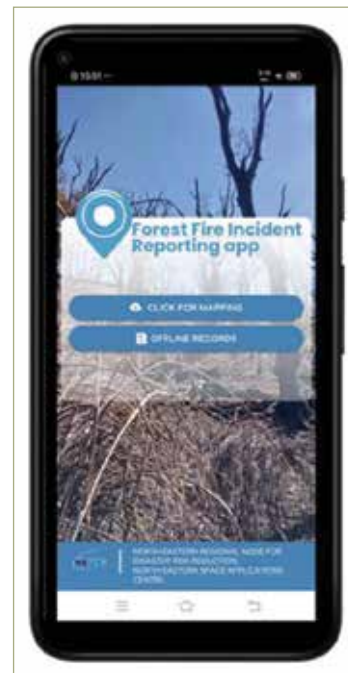 Forest Fire Incident
Reporting app
CLICK FOR MAPPING
OFFLINE RECORDS
NORTH EASTERN REGIONAL NODE FOR
DISASTER RISK REDUCTION,
NORTH EASTERN SPACE APPLICATIONS
CENTRE